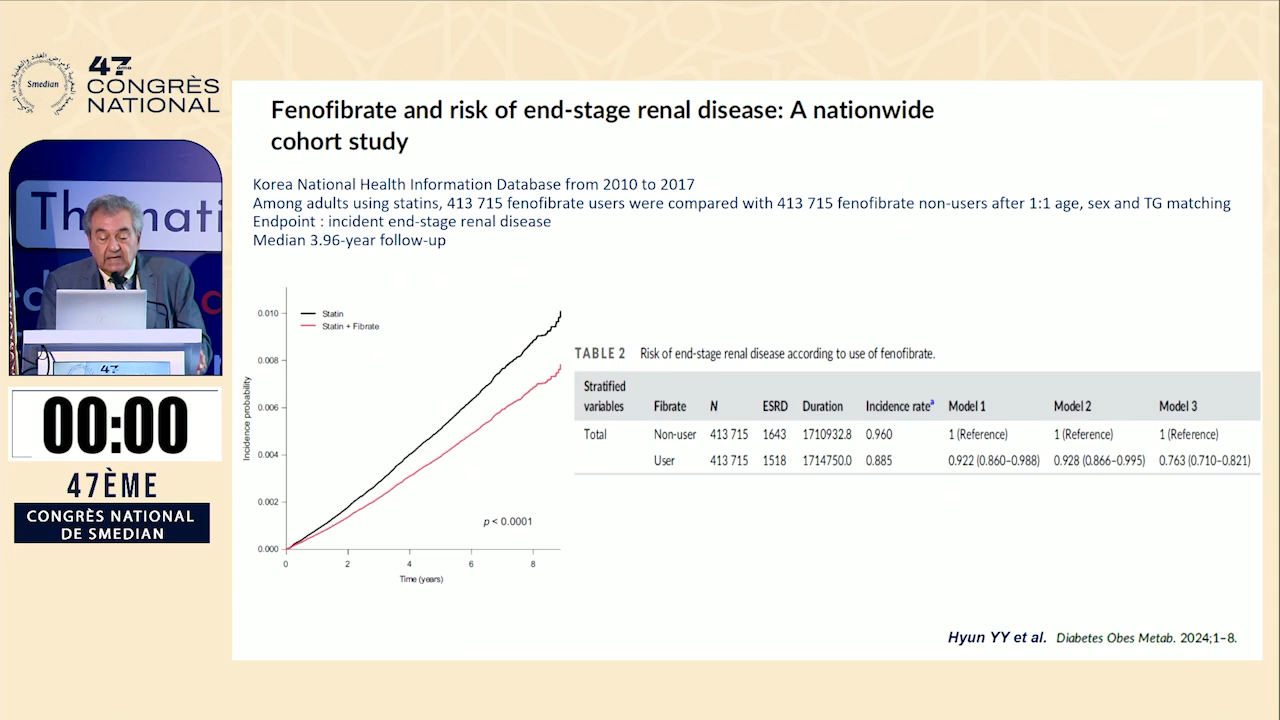 Smedian
47ème
CONGRÈS
NATIONAL
Fenofibrate and risk of end-stage renal disease: A nationwide
cohort study
Korea National Health Information Database from 2010 to 2017
Among adults using statins, 413 715 fenofibrate users were compared with 413 715 fenofibrate non-users after 1:1 age, sex and TG matching
Endpoint : incident end-stage renal disease
Median 3.96-year follow-up
Statin
Statin + Fibrate
Incidence probability
0.010
0.008
0.006
0.004
0.002
0.000
p < 0.0001
0 2 4 6 8
Time (years)
TABLE 2 Risk of end-stage renal disease according to use of fenofibrate.
Stratified
variables Fibrate N ESRD Duration Incidence rateᵃ Model 1 Model 2 Model 3
Total Non-user 413 715 1643 1710932.8 0.960 1 (Reference) 1 (Reference) 1 (Reference)
User 413 715 1518 1714750.0 0.885 0.922 (0.860–0.988) 0.928 (0.866–0.995) 0.763 (0.710–0.821)
Hyun YY et al. Diabetes Obes Metab. 2024;1–8.
47
00:00
47ÈME
CONGRÈS NATIONAL
DE SMEDIAN